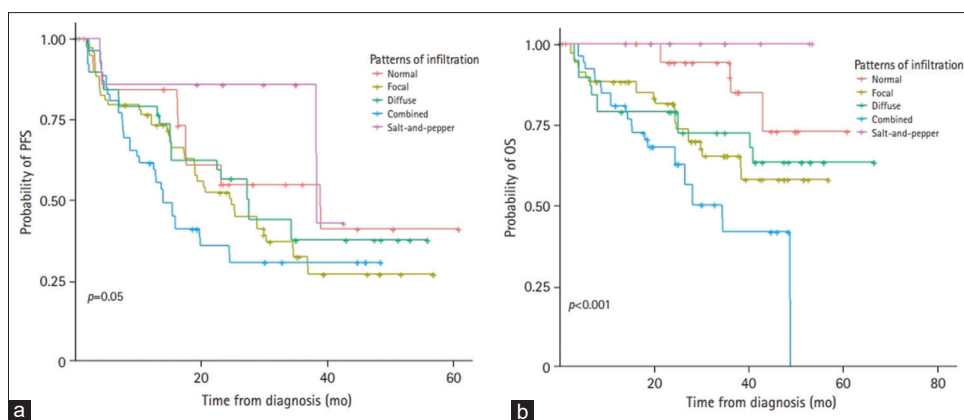 1.00
0.75
0.50
0.25
0
Probability of PFS
Patterns of infiltration
Normal
Focal
Diffuse
Combined
Salt-and-pepper
p=0.05
20
40
60
Time from diagnosis (mo)
a
1.00
0.75
0.50
0.25
0
Probability of OS
Patterns of infiltration
Normal
Focal
Diffuse
Combined
Salt-and-pepper
p<0.001
20
40
60
80
Time from diagnosis (mo)
b